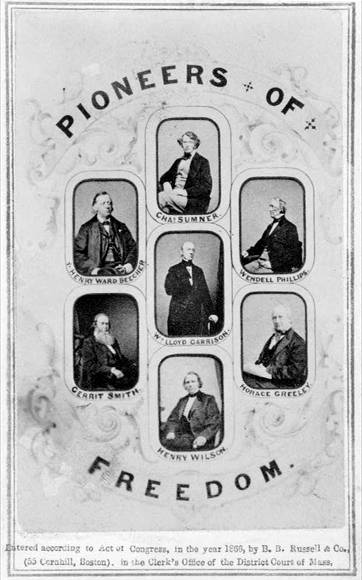 PIONEERS OF
CHAS SUMNER.
HENRY WARD BEECHER
WENDELL PHILLIPS.
WM LLOYD GARRISON.
GERRIT SMITH.
HORACE GREELEY.
HENRY WILSON.
FREEDOM.
Entered according to Act of Congress, in the year 1866, by B. B. Russell & Co.,
(55 Cornhill, Boston), in the Clerk's Office of the District Court of Mass.